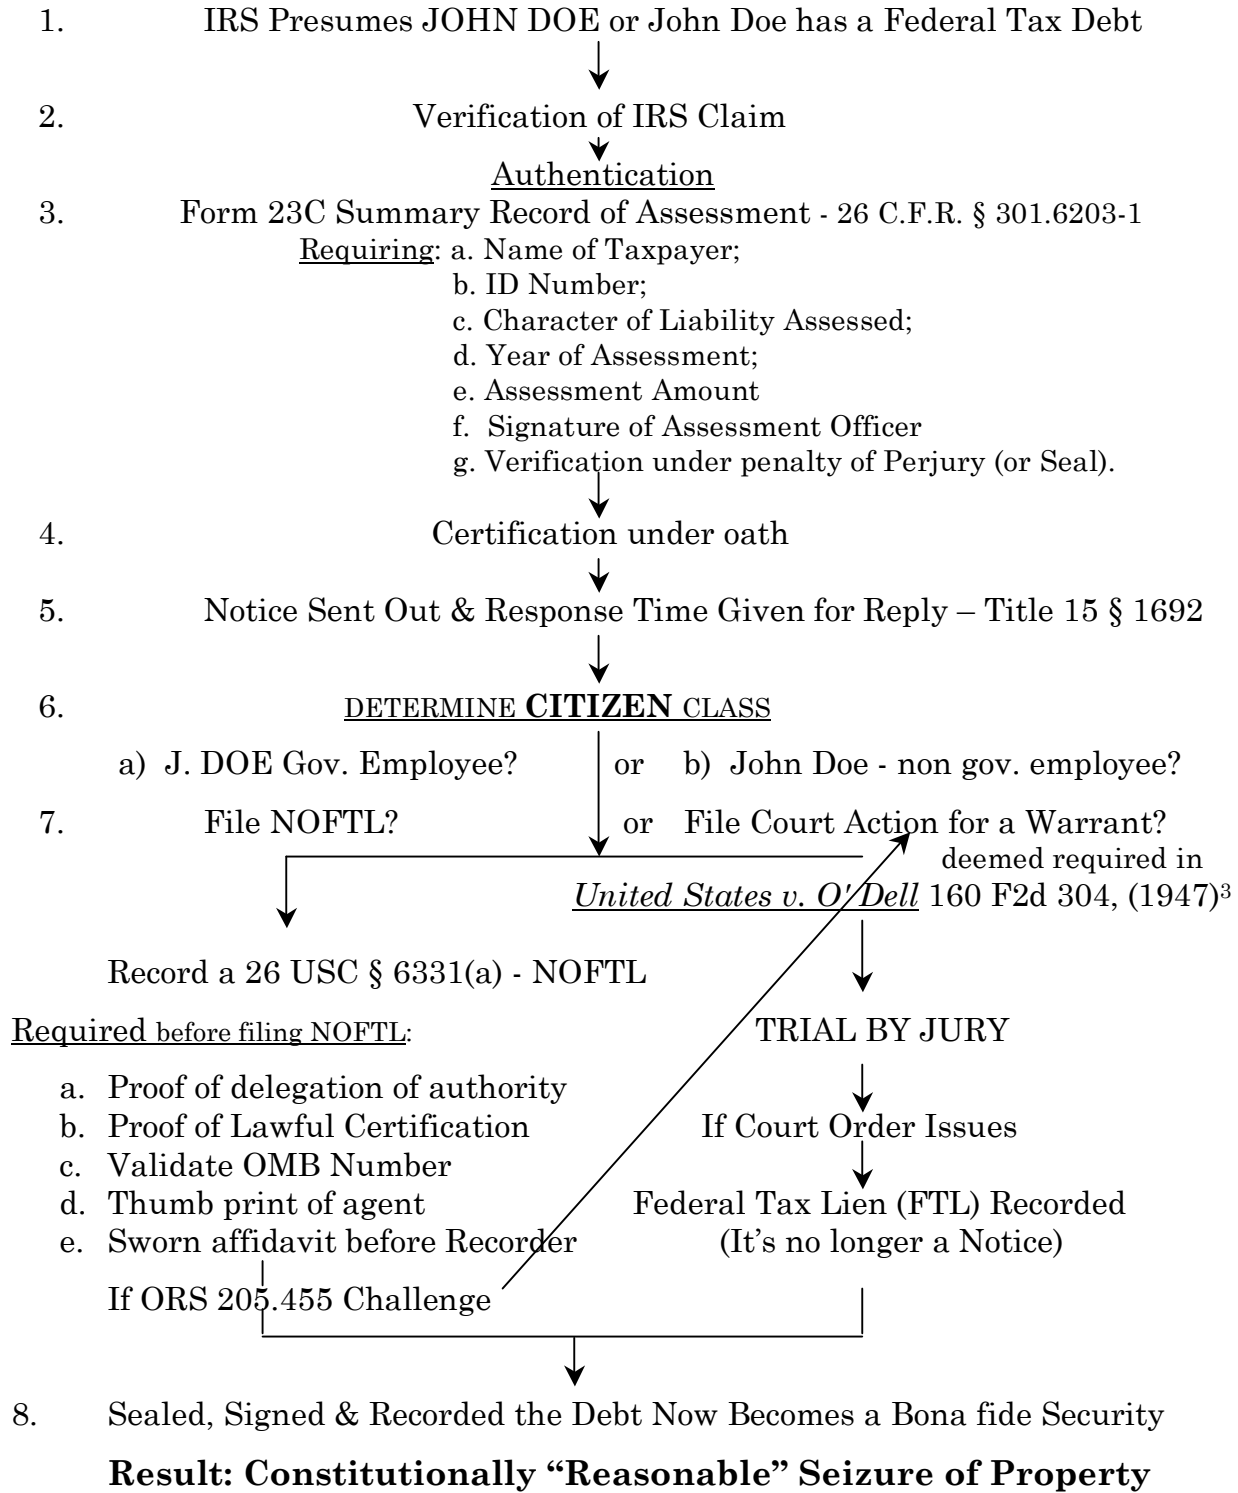 1. IRS Presumes JOHN DOE or John Doe has a Federal Tax Debt
2. Verification of IRS Claim
Authentication
3. Form 23C Summary Record of Assessment - 26 C.F.R. § 301.6203-1
Requiring: a. Name of Taxpayer;
b. ID Number;
c. Character of Liability Assessed;
d. Year of Assessment;
e. Assessment Amount
f. Signature of Assessment Officer
g. Verification under penalty of Perjury (or Seal).
4. Certification under oath
5. Notice Sent Out & Response Time Given for Reply – Title 15 § 1692
6. DETERMINE CITIZEN CLASS
a) J. DOE Gov. Employee? or b) John Doe - non gov. employee?
7. File NOFTL? or File Court Action for a Warrant?
deemed required in
United States v. O' Dell 160 F2d 304, (1947)3
Record a 26 USC § 6331(a) - NOFTL
Required before filing NOFTL: TRIAL BY JURY
a. Proof of delegation of authority
b. Proof of Lawful Certification If Court Order Issues
c. Validate OMB Number
d. Thumb print of agent Federal Tax Lien (FTL) Recorded
e. Sworn affidavit before Recorder (It's no longer a Notice)
If ORS 205.455 Challenge
8. Sealed, Signed & Recorded the Debt Now Becomes a Bona fide Security
Result: Constitutionally “Reasonable” Seizure of Property